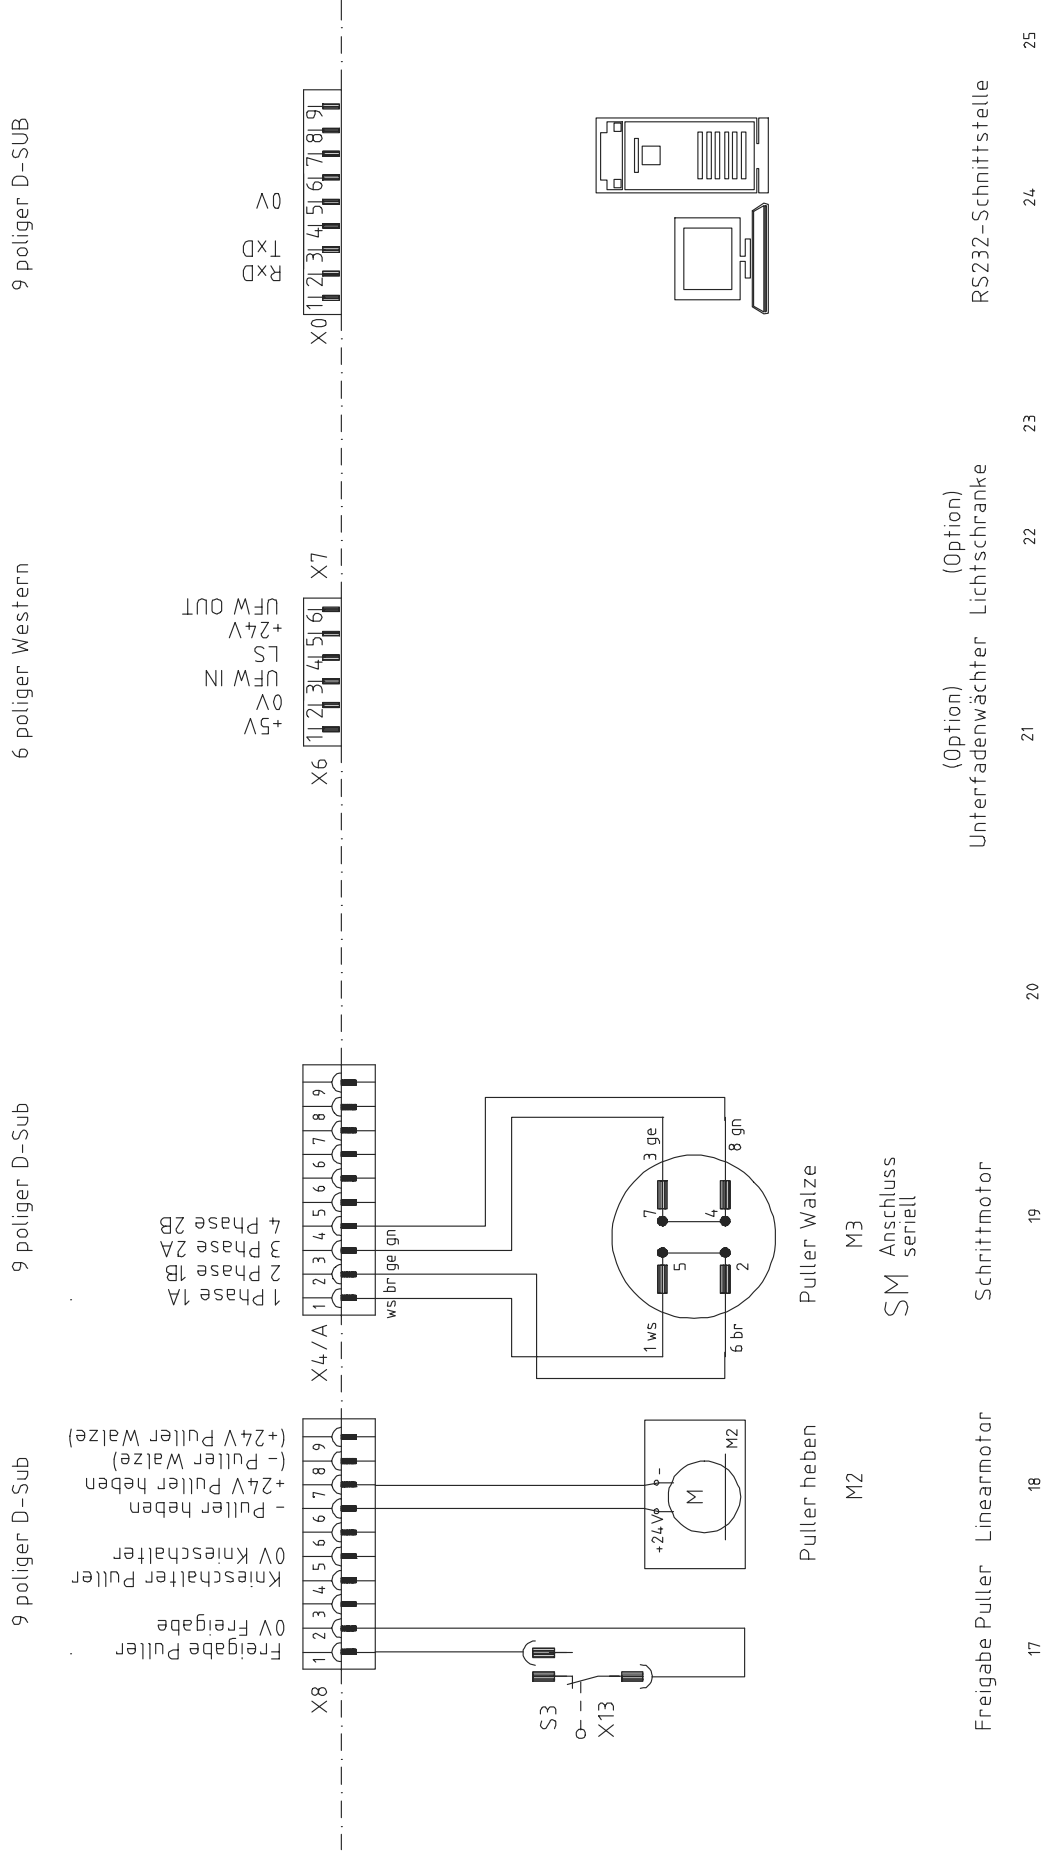 9 poliger D-Sub
9 poliger D-Sub
6 poliger Western
9 poliger D-SUB
Freigabe Puller
0V Freigabe
Knieschalter Puller
0V Knieschalter
- Puller heben
+24V Puller heben
(- Puller Walze)
(+24V Puller Walze)
X8
1 2 3 4 5 6 6 7 8 9
1 Phase 1A
2 Phase 1B
3 Phase 2A
4 Phase 2B
X4/A
1 2 3 4 5 6 6 7 8 9
ws br ge gn
+5V
0V
UFW IN
LS
+24V
UFW OUT
X6
1 2 3 4 5 6
X7
RxD
TxD
0V
X0
1 2 3 4 5 6 7 8 9
S3
X13
+24V
-
M
M2
1 ws
3 ge
5
7
2
4
6 br
8 gn
Puller heben
M2
Puller Walze
M3
SM
Anschluss
seriell
(Option)
(Option)
Freigabe Puller
Linearmotor
Schrittmotor
Unterfadenwächter
Lichtschranke
RS232-Schnittstelle
17 18 19 20 21 22 23 24 25